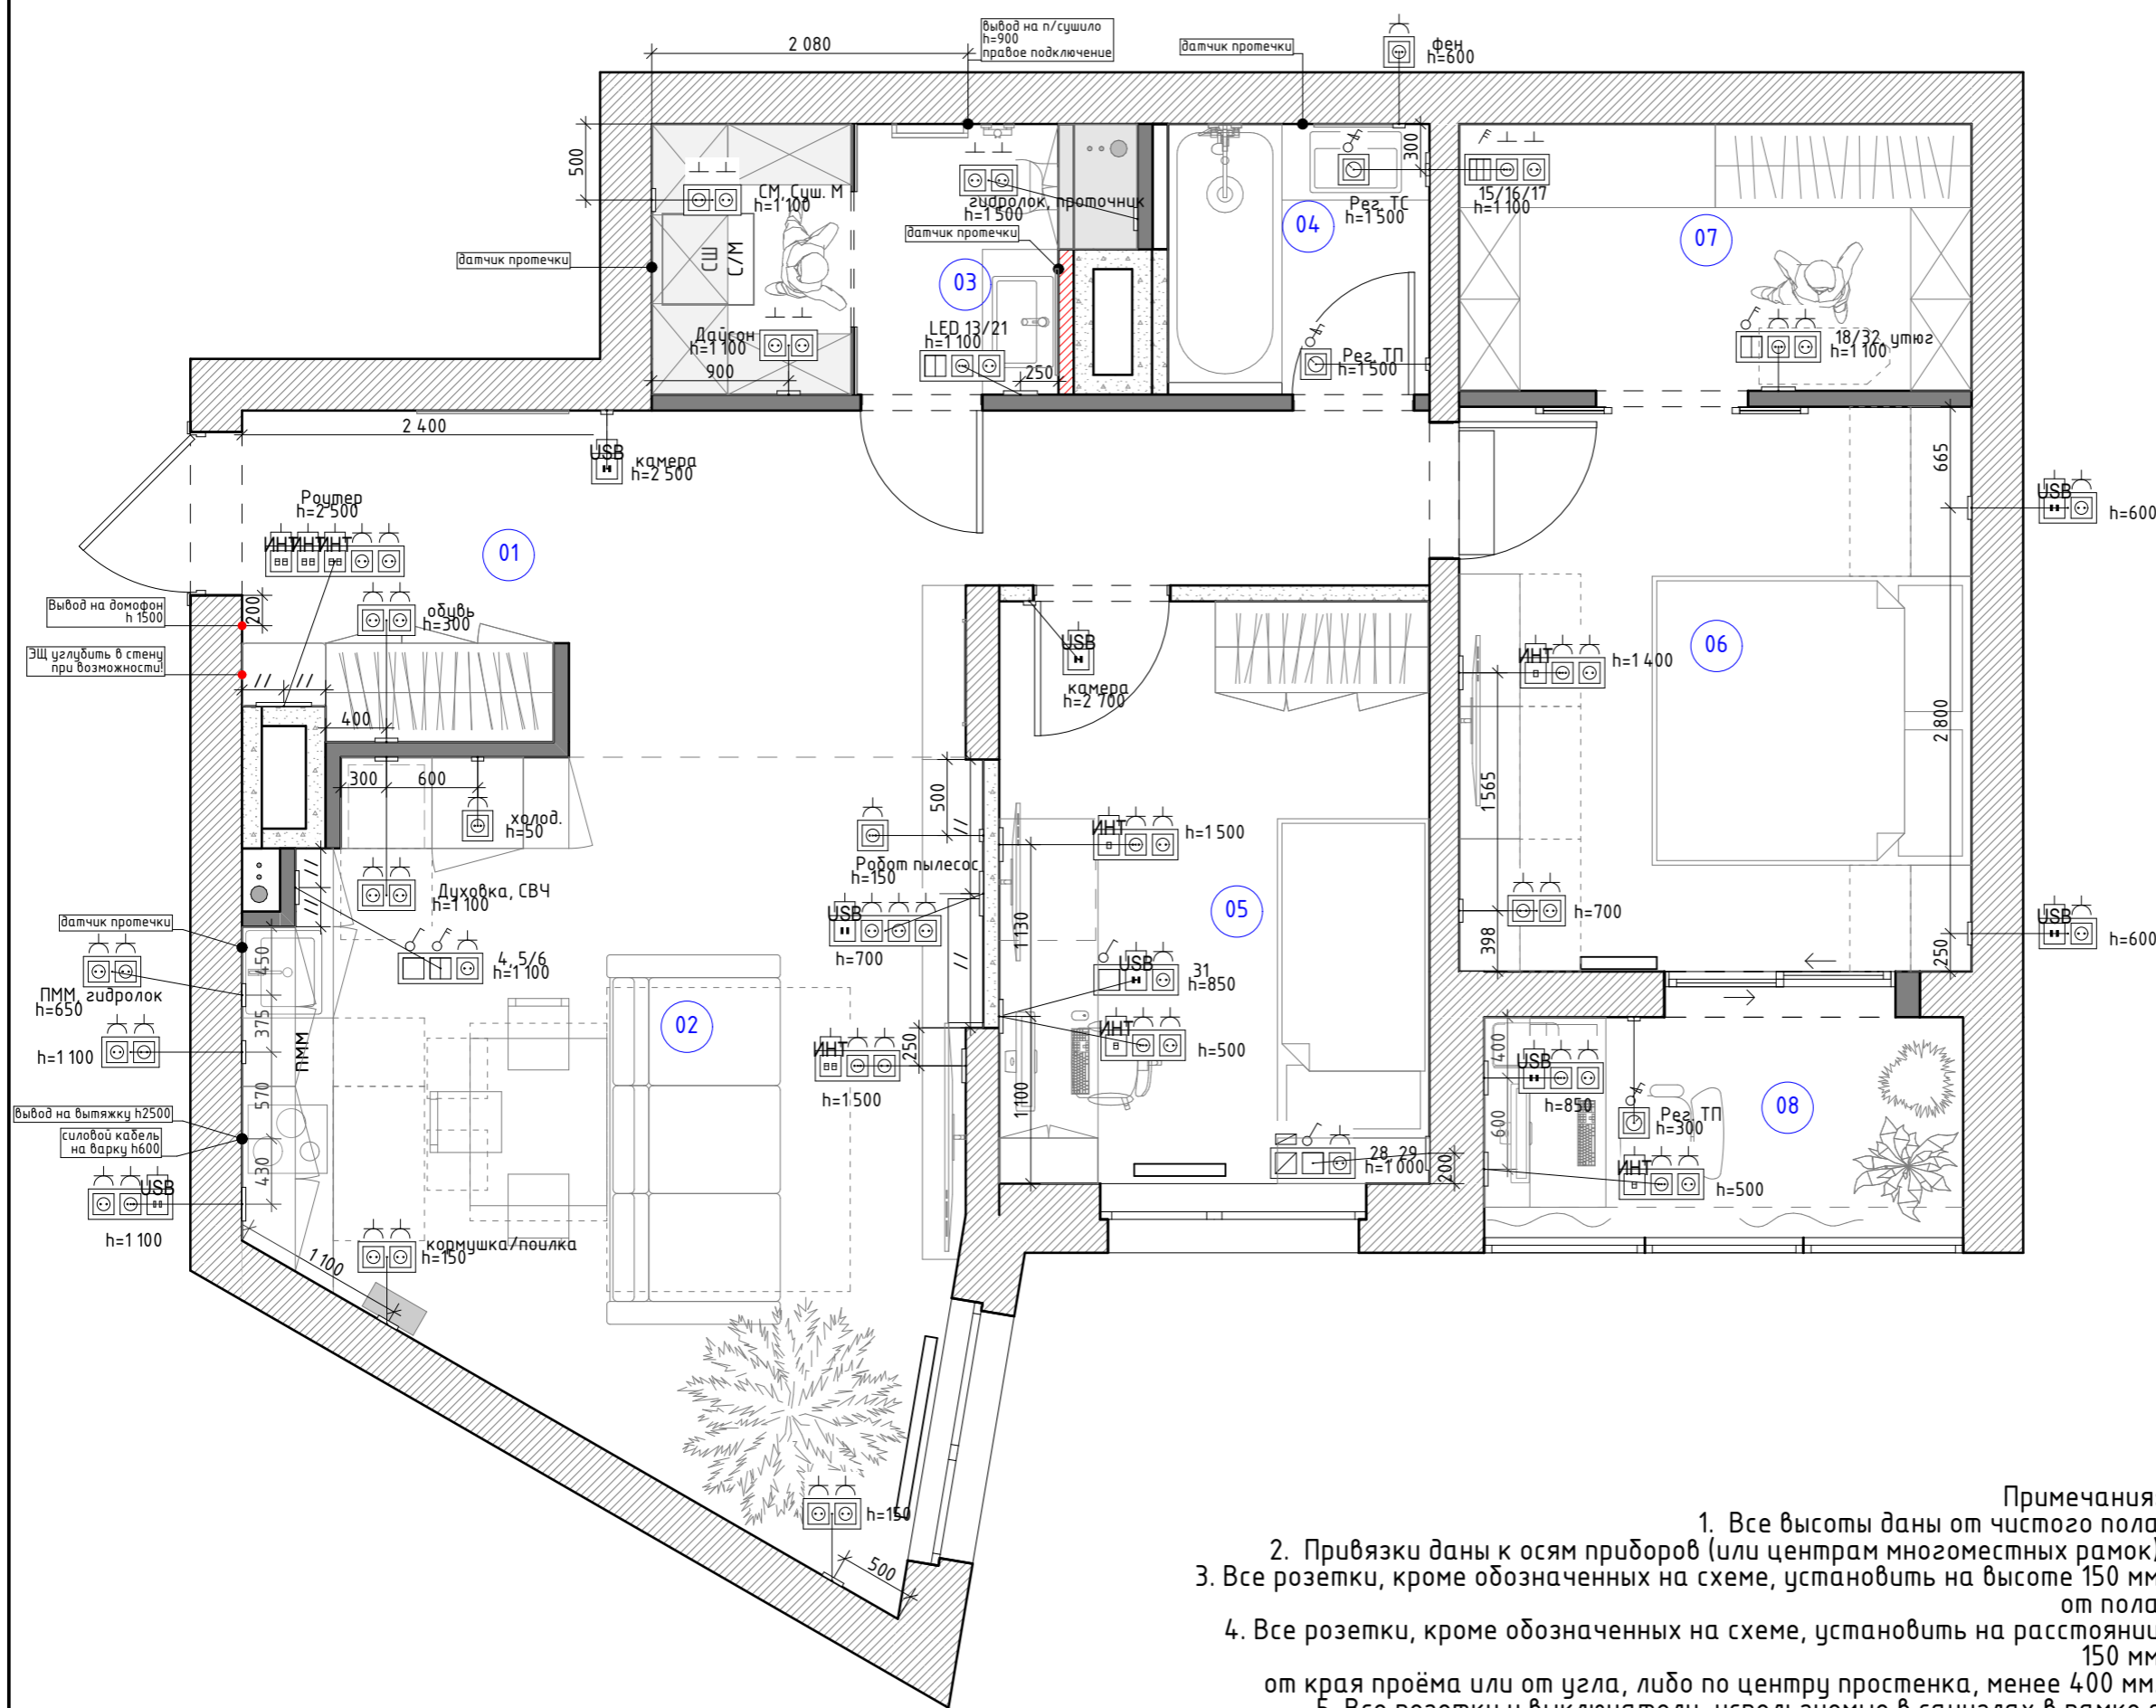 2 080
вывод на п/сушило
h=900
правое подключение
датчик протечки
фен
h=600
500
СМ, Суш. М
h=1 100
СШ
С/М
датчик протечки
гидролок, проточник
h=1 500
датчик протечки
03
Рег. ТС
h=1 500
04
300
15/16/17
h=1 100
07
Дайсон
h=1 100
900
LED 13/21
h=1 100
250
Рег. ТП
h=1 500
18/32, утюг
h=1 100
2 400
USB
камера
h=2 500
665
USB
h=600
Роутер
h=2 500
ИНТ
ИНТ
ИНТ
01
Вывод на домофон
h 1500
200
обувь
h=300
ЭЩ углубить в стену
при возможности!
400
USB
камера
h=2 700
ИНТ
h=1 400
06
2 800
300
600
холод.
h=50
500
1 565
Робот пылесос
h=150
ИНТ
h=1 500
Духовка, СВЧ
h=1 100
USB
h=700
1 130
05
h=700
398
USB
h=600
250
датчик протечки
450
4, 5/6
h=1 100
ПММ, гидролок
h=650
375
ПММ
h=1 100
02
31
USB
h=850
ИНТ
h=500
250
ИНТ
h=1 500
570
вывод на вытяжку h2500
силовой кабель
на варку h600
430
USB
h=1 100
1 100
400
USB
h=850
600
Рег. ТП
h=300
08
ИНТ
h=500
28, 29
h=1 000
200
кормушка/поилка
h=150
1 100
h=150
500
Примечания
1. Все высоты даны от чистого пола
2. Привязки даны к осям приборов (или центрам многоместных рамок)
3. Все розетки, кроме обозначенных на схеме, установить на высоте 150 мм
от пола
4. Все розетки, кроме обозначенных на схеме, установить на расстоянии
150 мм
от края проёма или от угла, либо по центру простенка, менее 400 мм